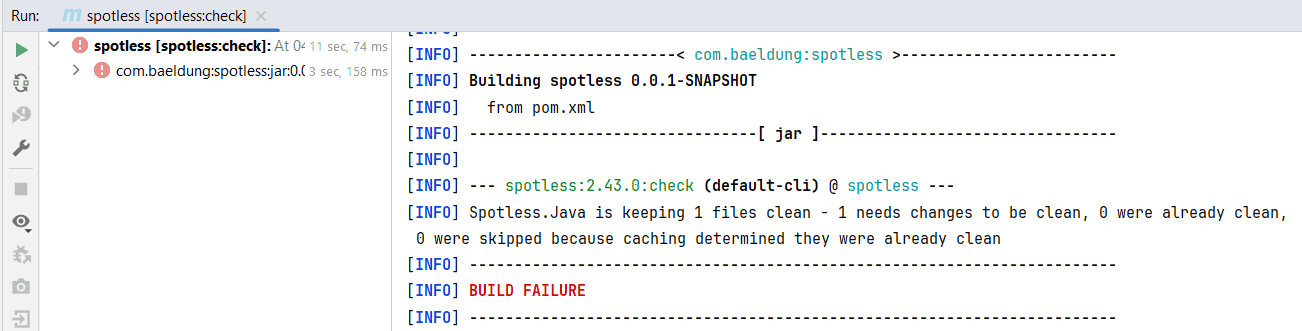 Run: m spotless [spotless:check] ×
spotless [spotless:check]: At 04 11 sec, 74 ms
com.baeldung:spotless:jar:0.0 3 sec, 158 ms
[INFO]
[INFO] -----------------------< com.baeldung:spotless >------------------------
[INFO] Building spotless 0.0.1-SNAPSHOT
[INFO]   from pom.xml
[INFO] --------------------------------[ jar ]---------------------------------
[INFO]
[INFO] --- spotless:2.43.0:check (default-cli) @ spotless ---
[INFO] Spotless.Java is keeping 1 files clean - 1 needs changes to be clean, 0 were already clean,
0 were skipped because caching determined they were already clean
[INFO] ------------------------------------------------------------------------
[INFO] BUILD FAILURE
[INFO] ------------------------------------------------------------------------